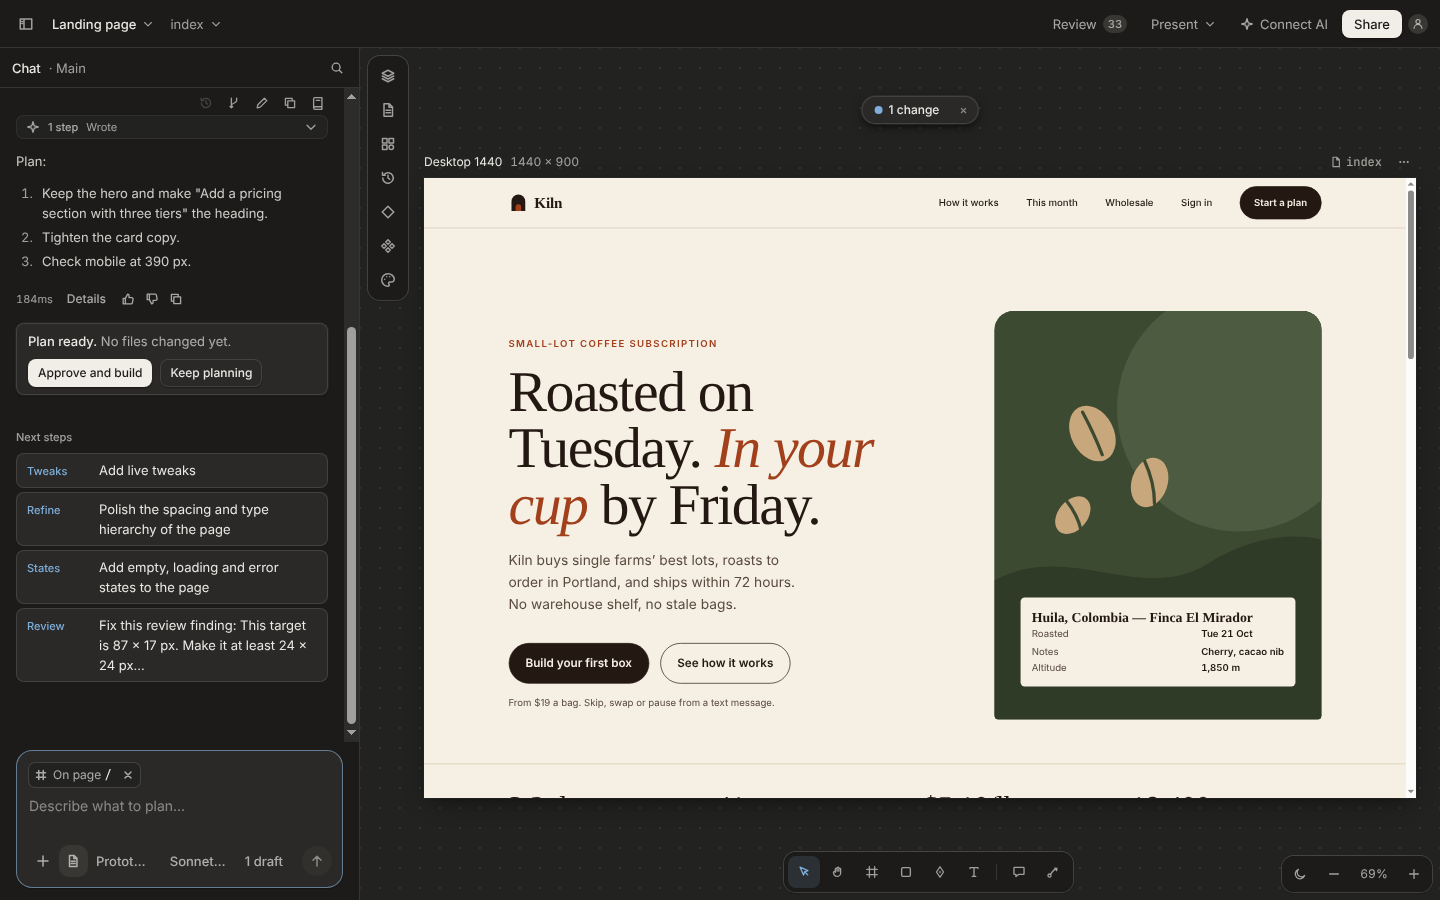 Landing page
index
Review 33
Present
Connect AI
Share
Chat · Main
1 step Wrote
Plan:
1. Keep the hero and make "Add a pricing
section with three tiers" the heading.
2. Tighten the card copy.
3. Check mobile at 390 px.
184ms Details
Plan ready. No files changed yet.
Approve and build
Keep planning
Next steps
Tweaks Add live tweaks
Refine Polish the spacing and type
hierarchy of the page
States Add empty, loading and error
states to the page
Review Fix this review finding: This target
is 87 × 17 px. Make it at least 24 ×
24 px...
On page /
Describe what to plan...
Protot... Sonnet... 1 draft
1 change
Desktop 1440 1440 × 900
index
Kiln
How it works
This month
Wholesale
Sign in
Start a plan
SMALL-LOT COFFEE SUBSCRIPTION
Roasted on
Tuesday. In your
cup by Friday.
Kiln buys single farms’ best lots, roasts to
order in Portland, and ships within 72 hours.
No warehouse shelf, no stale bags.
Build your first box
See how it works
From $19 a bag. Skip, swap or pause from a text message.
Huila, Colombia — Finca El Mirador
Roasted Tue 21 Oct
Notes Cherry, cacao nib
Altitude 1,850 m
69%